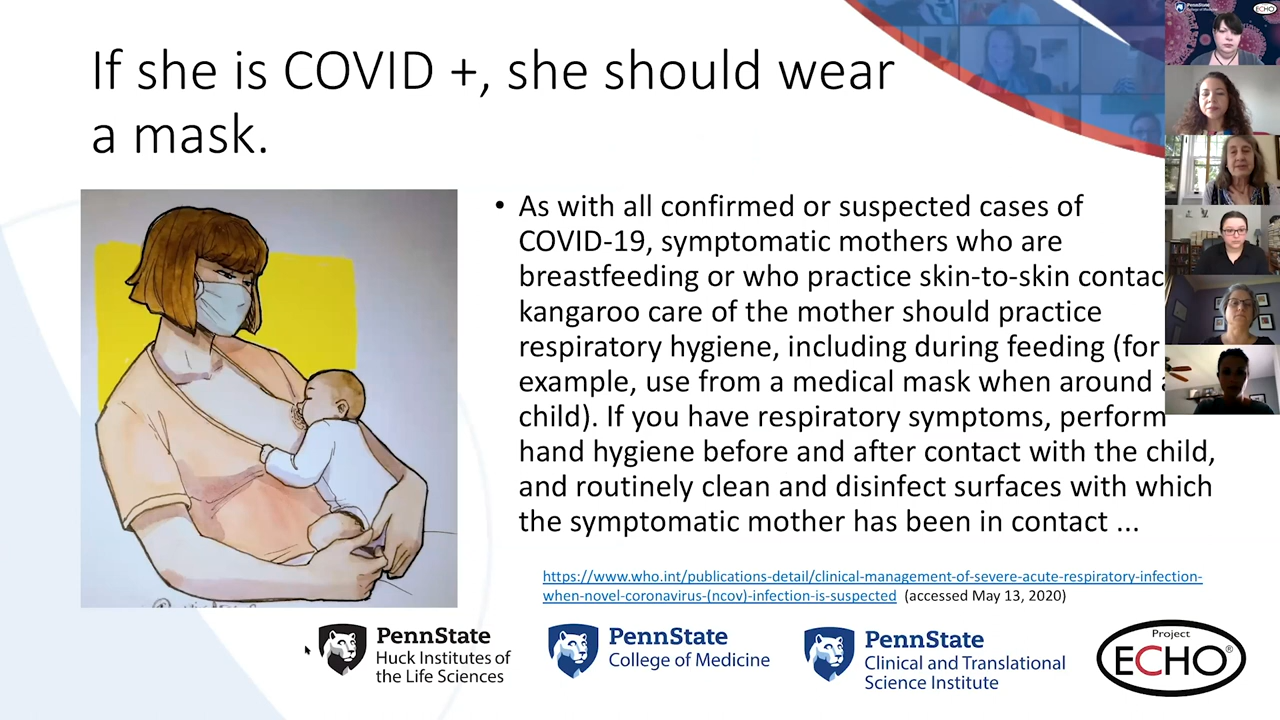 If she is COVID +, she should wear
a mask.
• As with all confirmed or suspected cases of
COVID-19, symptomatic mothers who are
breastfeeding or who practice skin-to-skin contac
kangaroo care of the mother should practice
respiratory hygiene, including during feeding (for
example, use from a medical mask when around
child). If you have respiratory symptoms, perform
hand hygiene before and after contact with the child,
and routinely clean and disinfect surfaces with which
the symptomatic mother has been in contact ...
https://www.who.int/publications-detail/clinical-management-of-severe-acute-respiratory-infection-
when-novel-coronavirus-(ncov)-infection-is-suspected (accessed May 13, 2020)
PennState
Huck Institutes of
the Life Sciences
PennState
College of Medicine
PennState
Clinical and Translational
Science Institute
Project
ECHO®
PennState
College of Medicine
ECHO